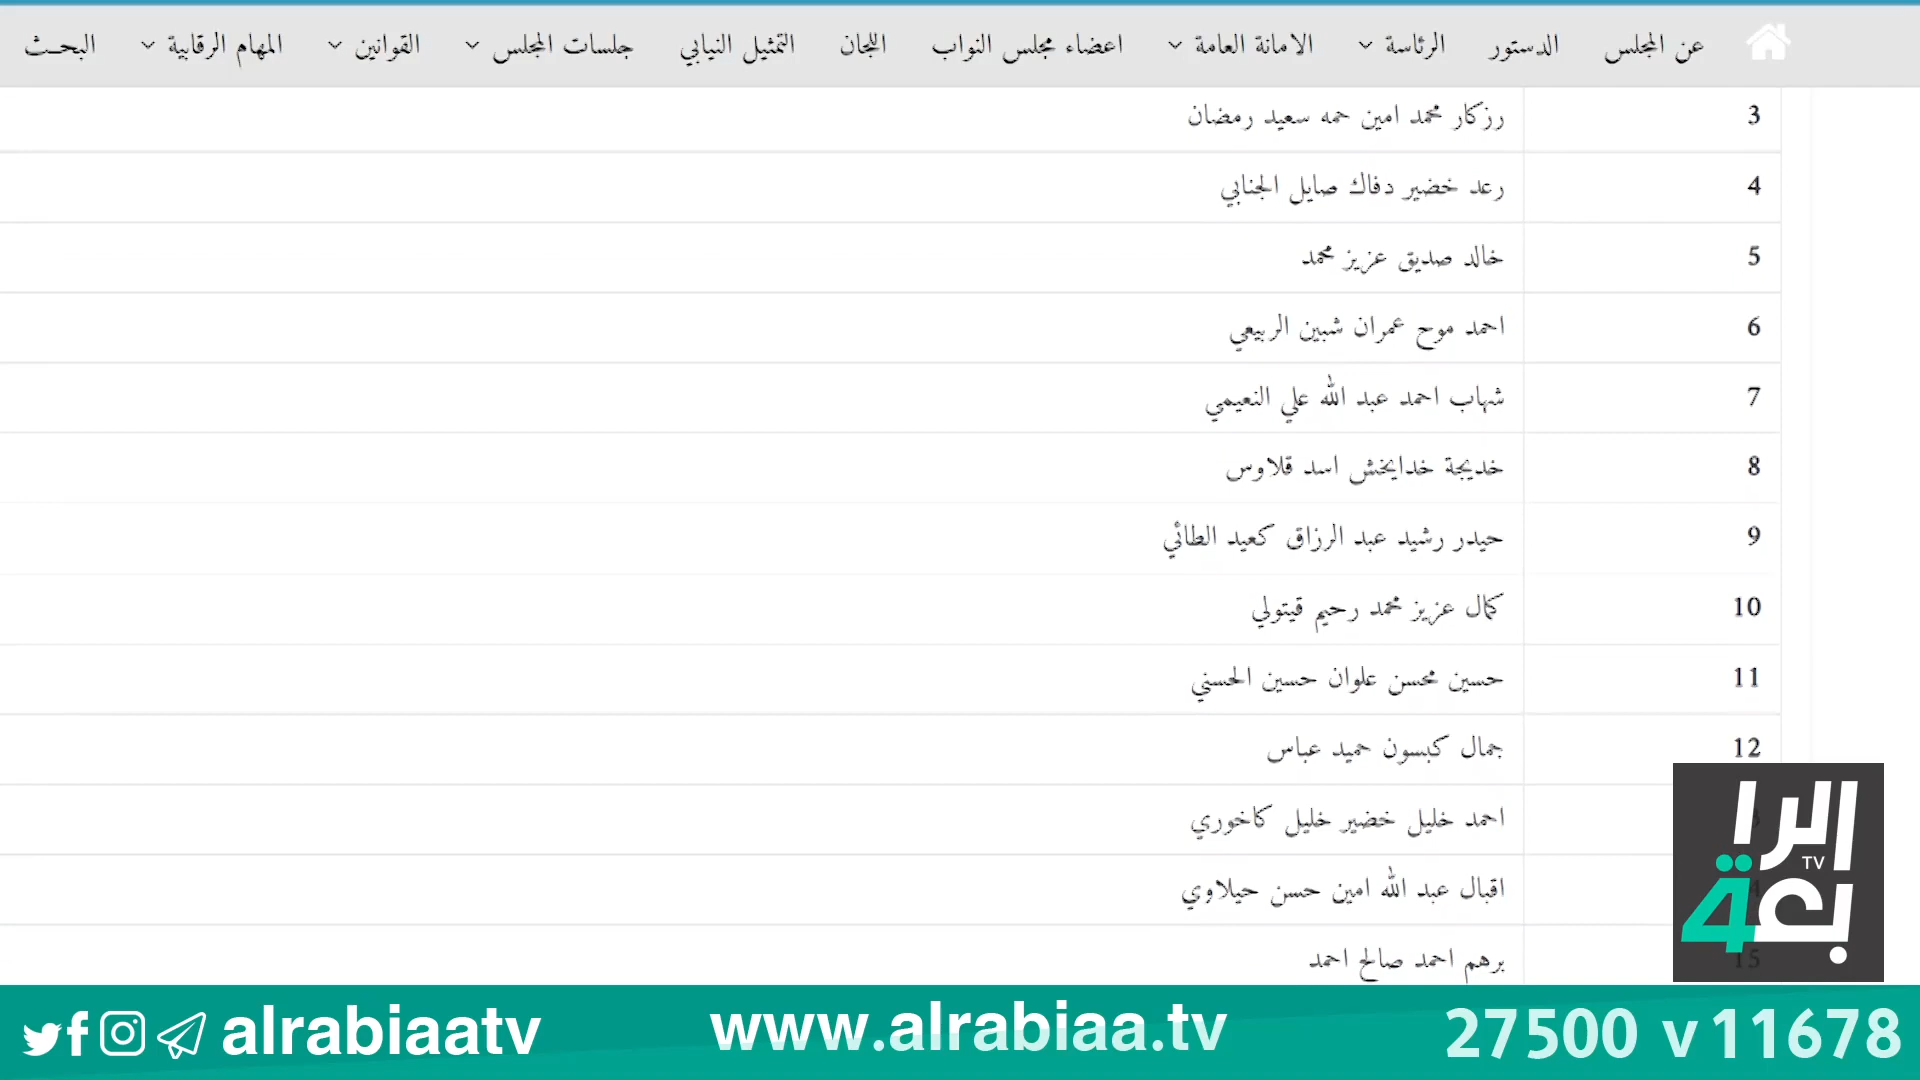 عن المجلس الدستور الرئاسة الامانة العامة اعضاء مجلس النواب اللجان التمثيل النيابي جلسات المجلس القوانين المهام الرقابية البحـث
3 رزكار محمد امين حمه سعيد رمضان
4 رعد خضير دفاك صايل الجنابي
5 خالد صديق عزيز محمد
6 احمد موح عمران شبين الربيعي
7 شهاب احمد عبد الله علي النعيمي
8 خديجة خدايخش اسد قلاوس
9 حيدر رشيد عبد الرزاق كعيد الطائي
10 كمال عزيز محمد رحيم قيتولي
11 حسين محسن علوان حسين الحسني
12 جمال كبسون حميد عباس
احمد خليل خضير خليل كاخوري
اقبال عبد الله امين حسن حيلاوي
15 برهم احمد صالح احمد
الرابعة
TV
4
alrabiaatv www.alrabiaa.tv 27500 v 11678